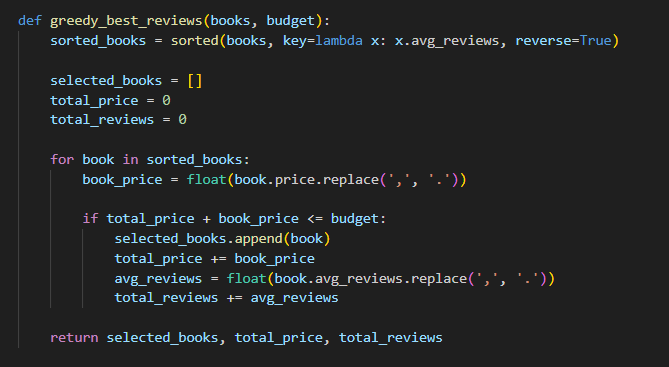 def greedy_best_reviews(books, budget):
    sorted_books = sorted(books, key=lambda x: x.avg_reviews, reverse=True)

    selected_books = []
    total_price = 0
    total_reviews = 0

    for book in sorted_books:
        book_price = float(book.price.replace(',', '.'))

        if total_price + book_price <= budget:
            selected_books.append(book)
            total_price += book_price
            avg_reviews = float(book.avg_reviews.replace(',', '.'))
            total_reviews += avg_reviews

    return selected_books, total_price, total_reviews